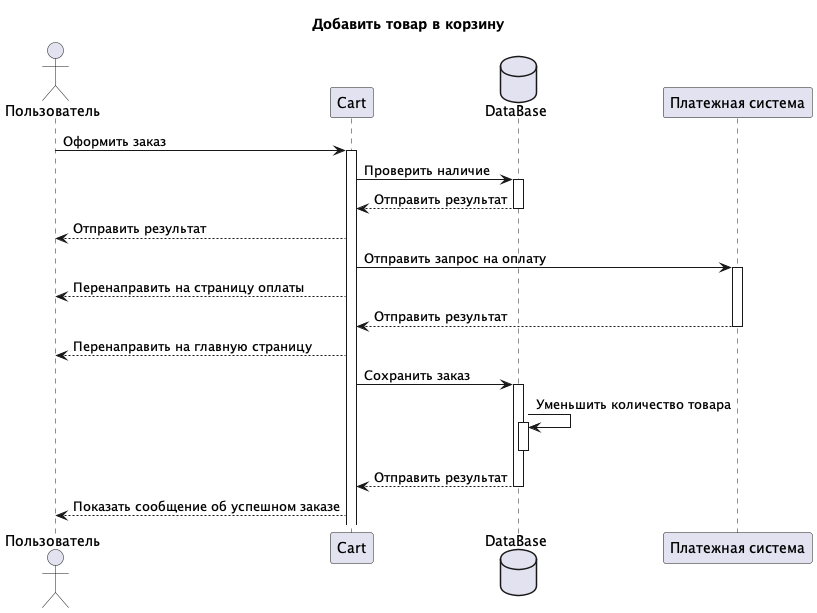 Добавить товар в корзину
Пользователь
Cart
DataBase
Платежная система
Оформить заказ
Проверить наличие
Отправить результат
Отправить результат
Отправить запрос на оплату
Перенаправить на страницу оплаты
Отправить результат
Перенаправить на главную страницу
Сохранить заказ
Уменьшить количество товара
Отправить результат
Показать сообщение об успешном заказе
Пользователь
Cart
DataBase
Платежная система